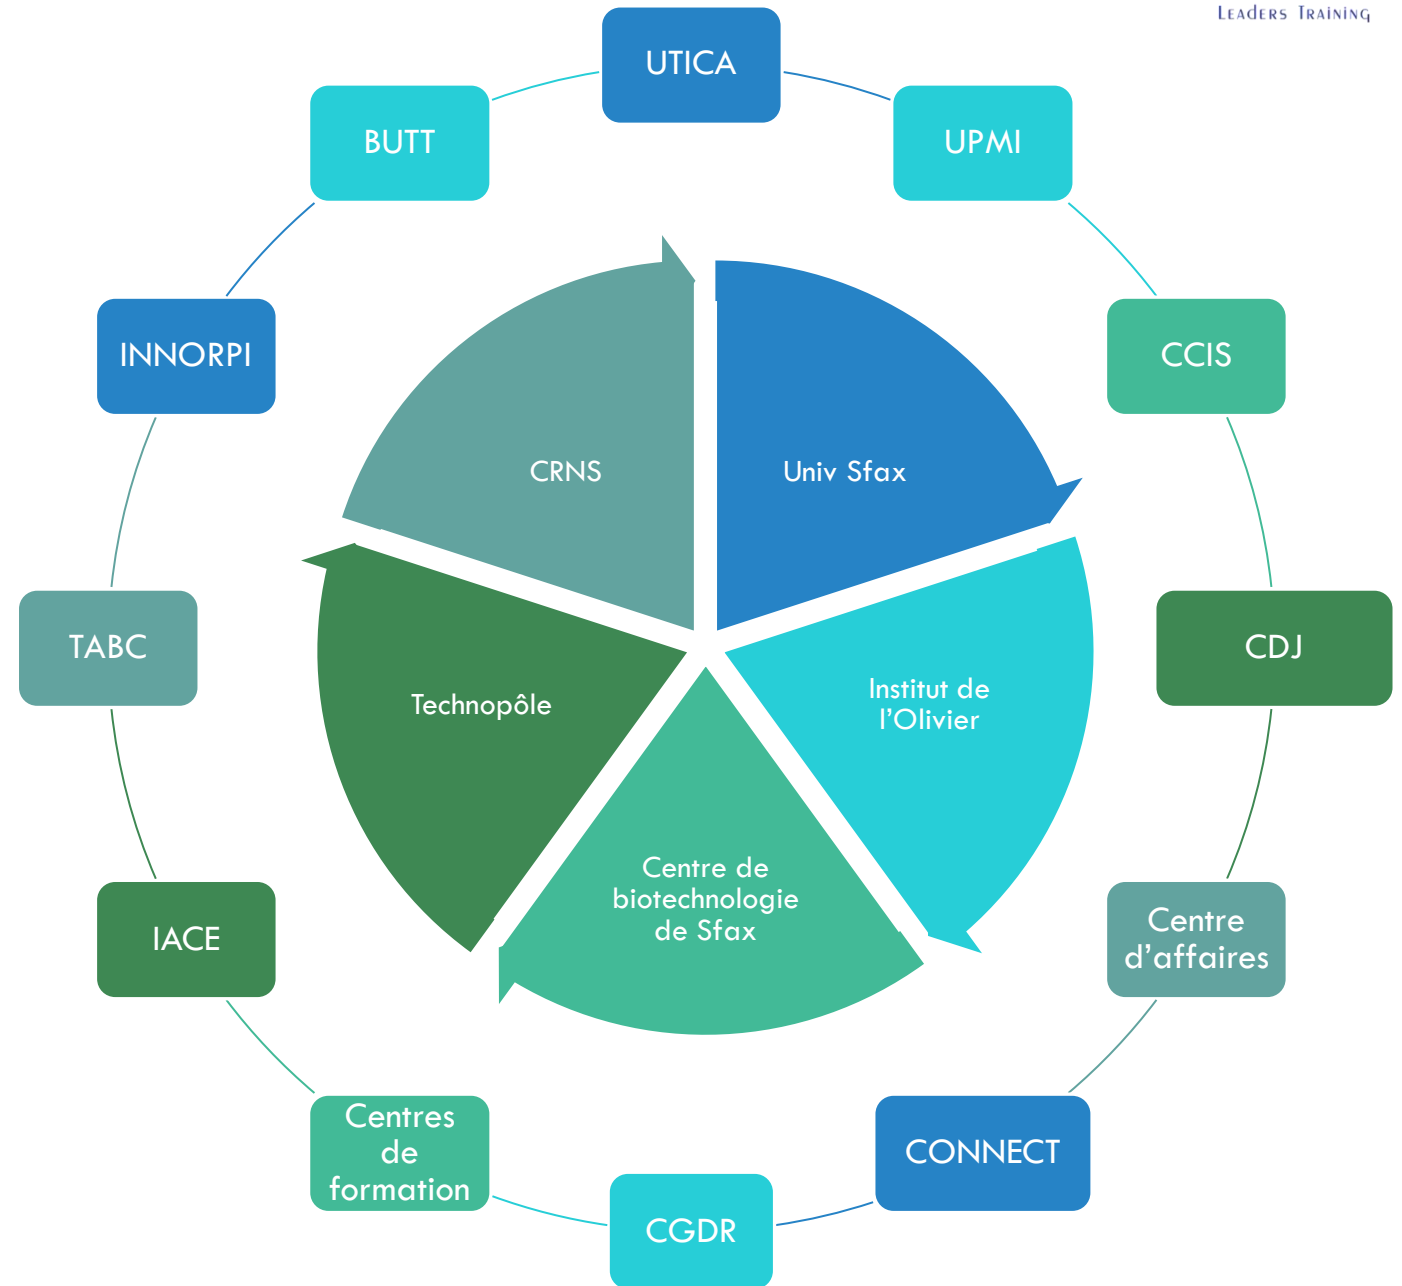 LEADERS TRAINING
UTICA
BUTT
UPMI
INNORPI
CCIS
CRNS
Univ Sfax
TABC
CDJ
Technopôle
Institut de
l'Olivier
Centre de
biotechnologie
de Sfax
IACE
Centre
d'affaires
Centres
de
formation
CONNECT
CGDR